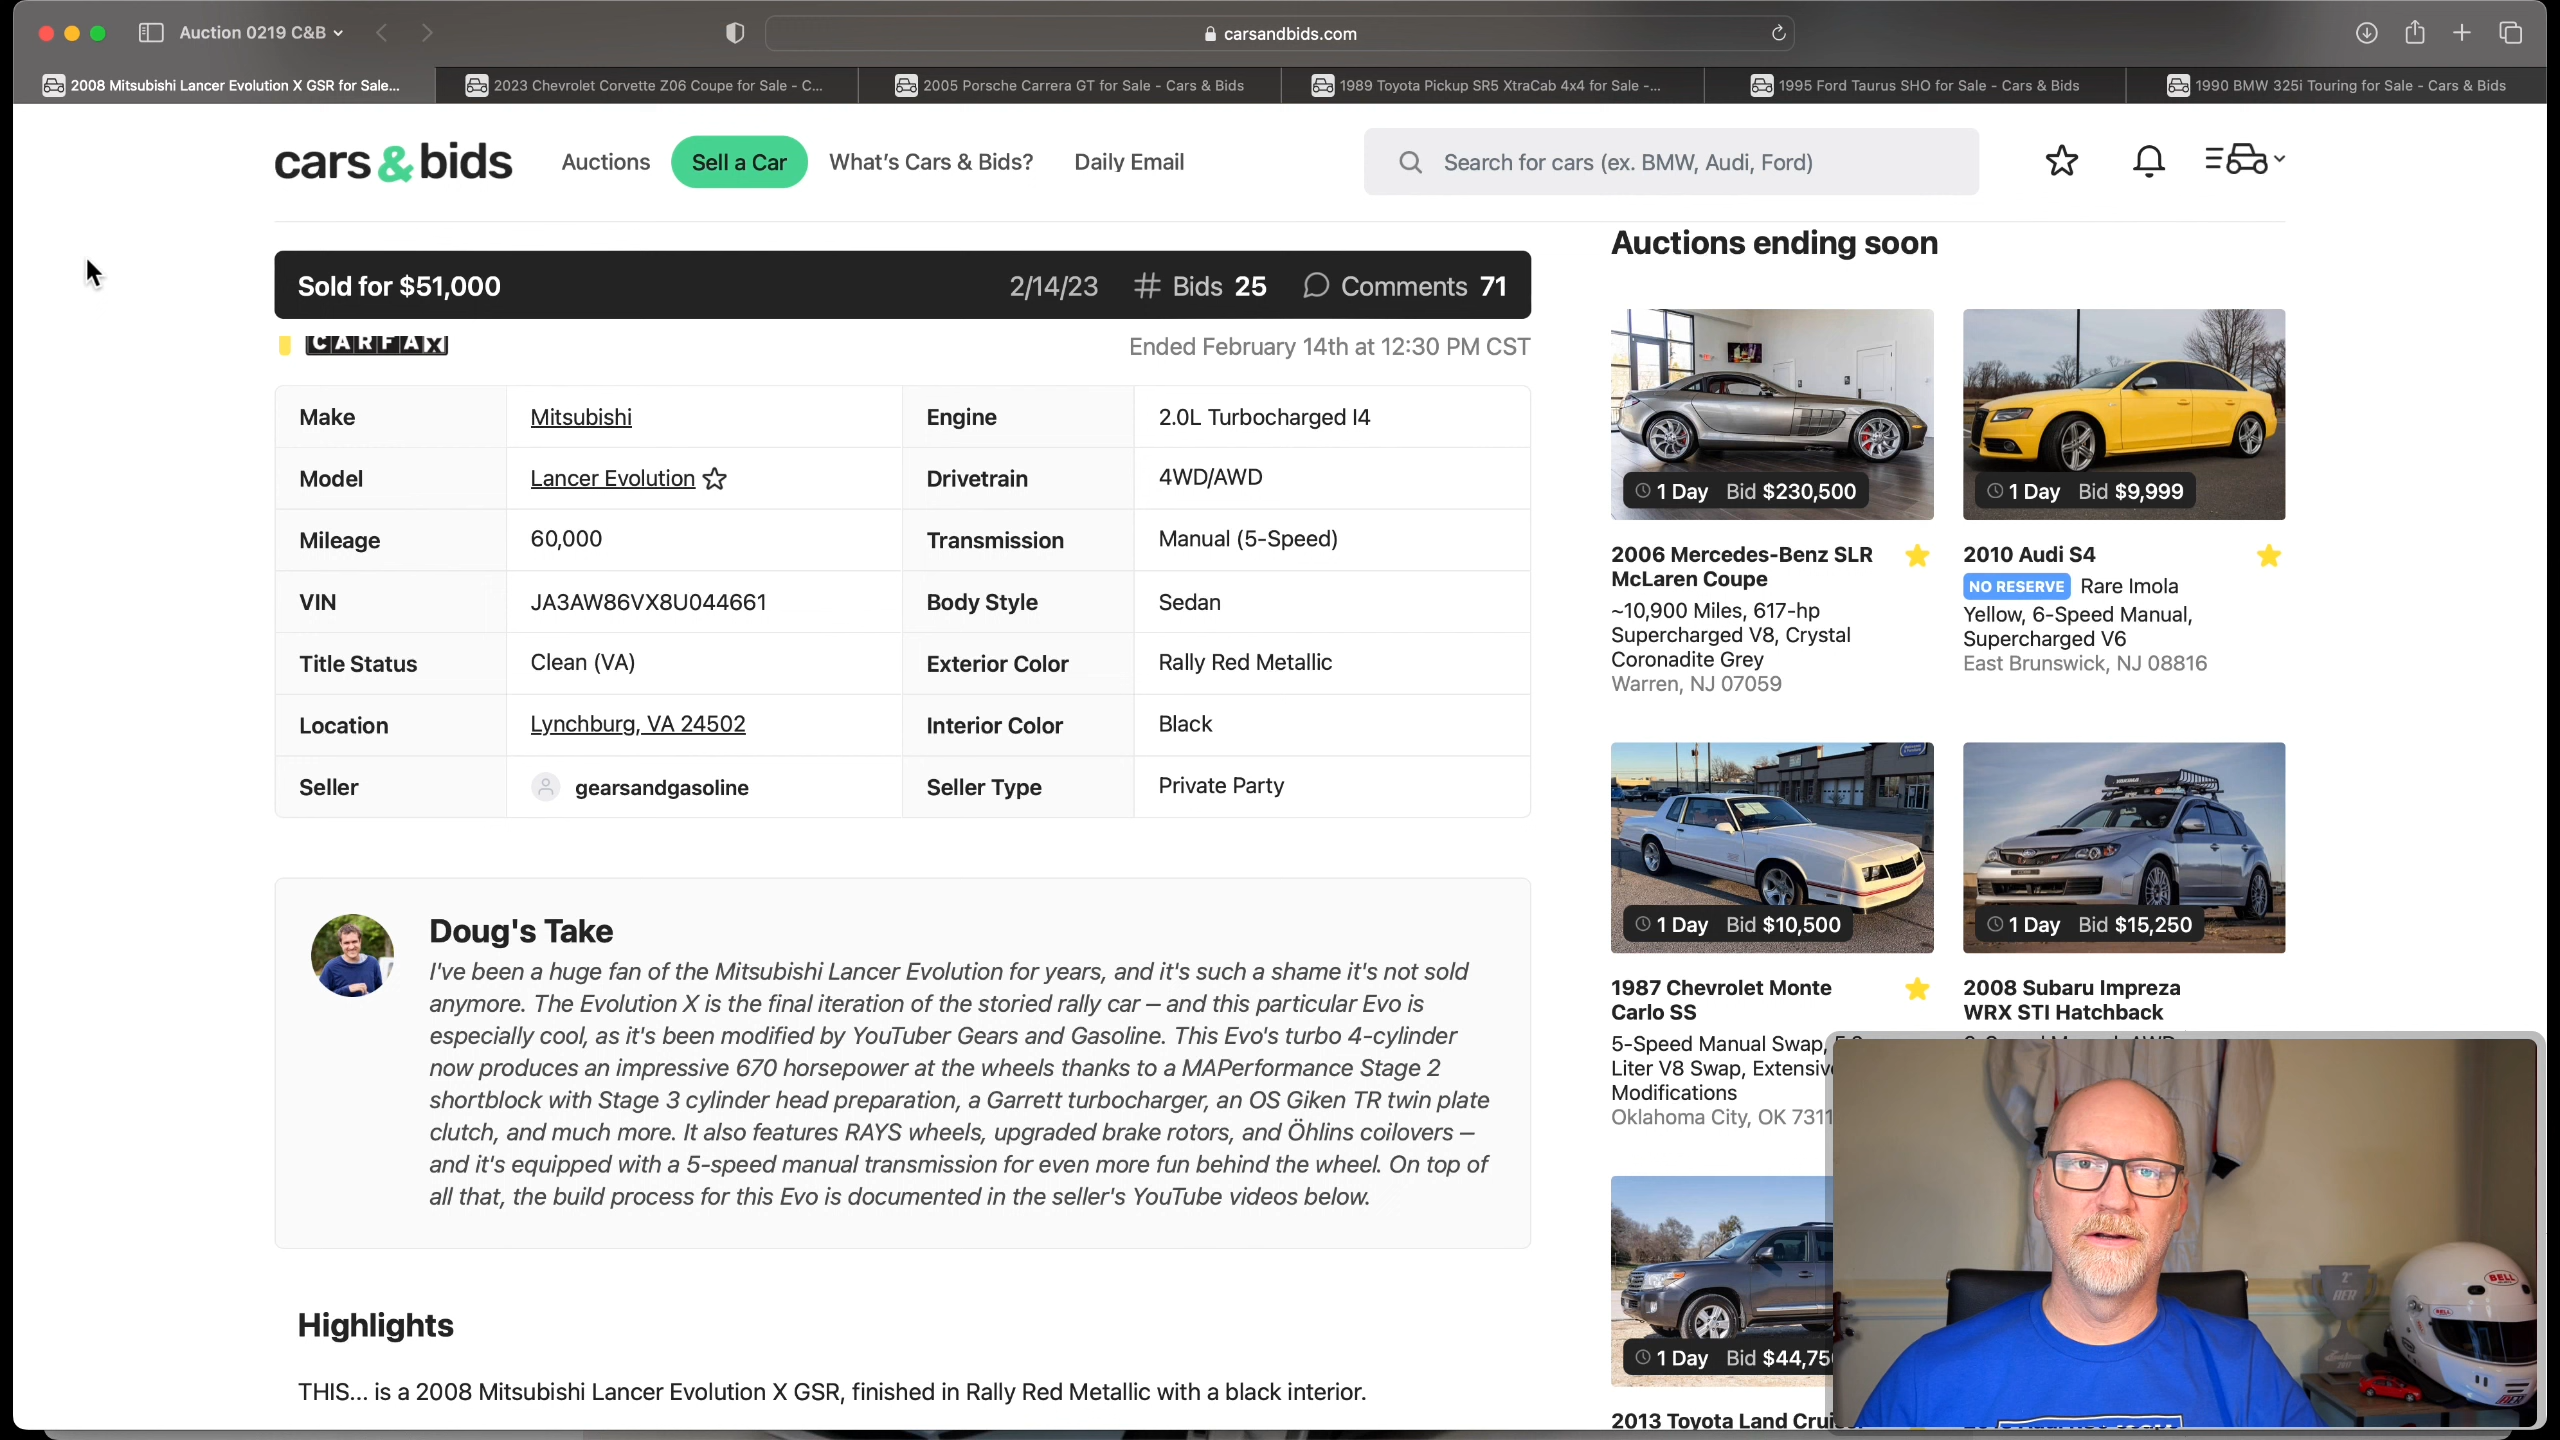 Auction 0219 C&B
carsandbids.com
2008 Mitsubishi Lancer Evolution X GSR for Sale...
2023 Chevrolet Corvette Z06 Coupe for Sale - C...
2005 Porsche Carrera GT for Sale - Cars & Bids
1989 Toyota Pickup SR5 XtraCab 4x4 for Sale -...
1995 Ford Taurus SHO for Sale - Cars & Bids
1990 BMW 325i Touring for Sale - Cars & Bids
cars & bids
Auctions
Sell a Car
What's Cars & Bids?
Daily Email
Search for cars (ex. BMW, Audi, Ford)
Sold for $51,000
2/14/23 # Bids 25 Comments 71
CARFAX
Ended February 14th at 12:30 PM CST
Make Mitsubishi Engine 2.0L Turbocharged I4
Model Lancer Evolution Drivetrain 4WD/AWD
Mileage 60,000 Transmission Manual (5-Speed)
VIN JA3AW86VX8U044661 Body Style Sedan
Title Status Clean (VA) Exterior Color Rally Red Metallic
Location Lynchburg, VA 24502 Interior Color Black
Seller gearsandgasoline Seller Type Private Party
Doug's Take
I've been a huge fan of the Mitsubishi Lancer Evolution for years, and it's such a shame it's not sold
anymore. The Evolution X is the final iteration of the storied rally car – and this particular Evo is
especially cool, as it's been modified by YouTuber Gears and Gasoline. This Evo's turbo 4-cylinder
now produces an impressive 670 horsepower at the wheels thanks to a MAPerformance Stage 2
shortblock with Stage 3 cylinder head preparation, a Garrett turbocharger, an OS Giken TR twin plate
clutch, and much more. It also features RAYS wheels, upgraded brake rotors, and Öhlins coilovers –
and it's equipped with a 5-speed manual transmission for even more fun behind the wheel. On top of
all that, the build process for this Evo is documented in the seller's YouTube videos below.
Highlights
THIS... is a 2008 Mitsubishi Lancer Evolution X GSR, finished in Rally Red Metallic with a black interior.
Auctions ending soon
1 Day Bid $230,500
2006 Mercedes-Benz SLR
McLaren Coupe
~10,900 Miles, 617-hp
Supercharged V8, Crystal
Coronadite Grey
Warren, NJ 07059
1 Day Bid $9,999
2010 Audi S4
NO RESERVE Rare Imola
Yellow, 6-Speed Manual,
Supercharged V6
East Brunswick, NJ 08816
1 Day Bid $10,500
1987 Chevrolet Monte
Carlo SS
5-Speed Manual Swap,
Liter V8 Swap, Extensive
Modifications
Oklahoma City, OK 7311
1 Day Bid $15,250
2008 Subaru Impreza
WRX STI Hatchback
1 Day Bid $44,75
2013 Toyota Land Cruis
BELL